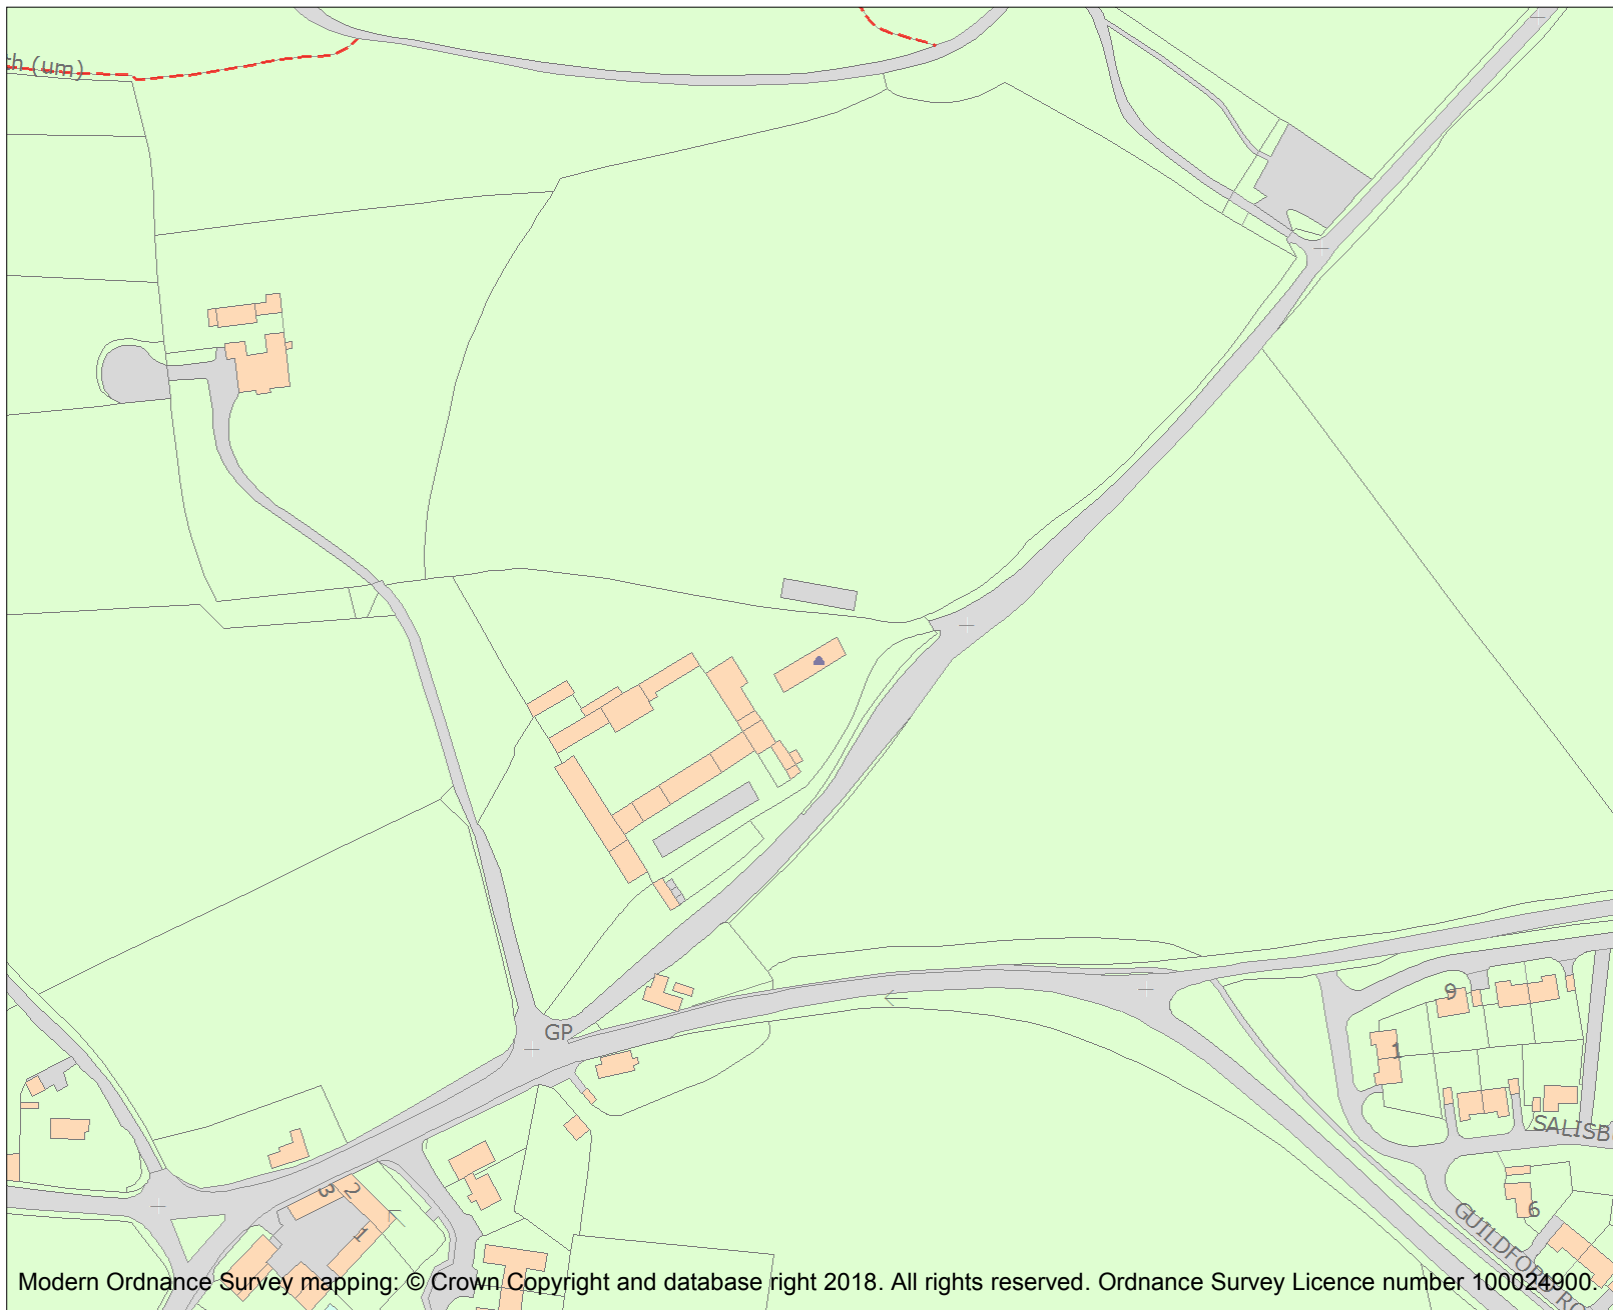 th (um)
GP
9
1
SALISB
3
2
1
6
GUILDFORD RO
Modern Ordnance Survey mapping: © Crown Copyright and database right 2018. All rights reserved. Ordnance Survey Licence number 100024900.